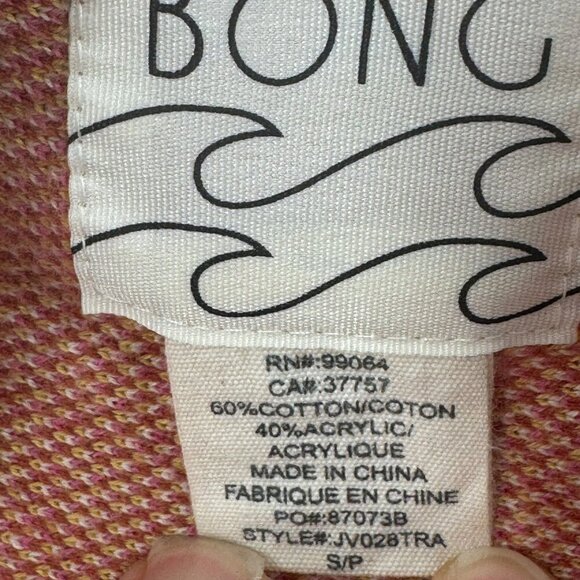 BONG
RN#:99064
CA#:37757
60%COTTON/COTON
40%ACRYLIC/
ACRYLIQUE
MADE IN CHINA
FABRIQUE EN CHINE
PO#:87073B
STYLE#:JV028TRA
S/P